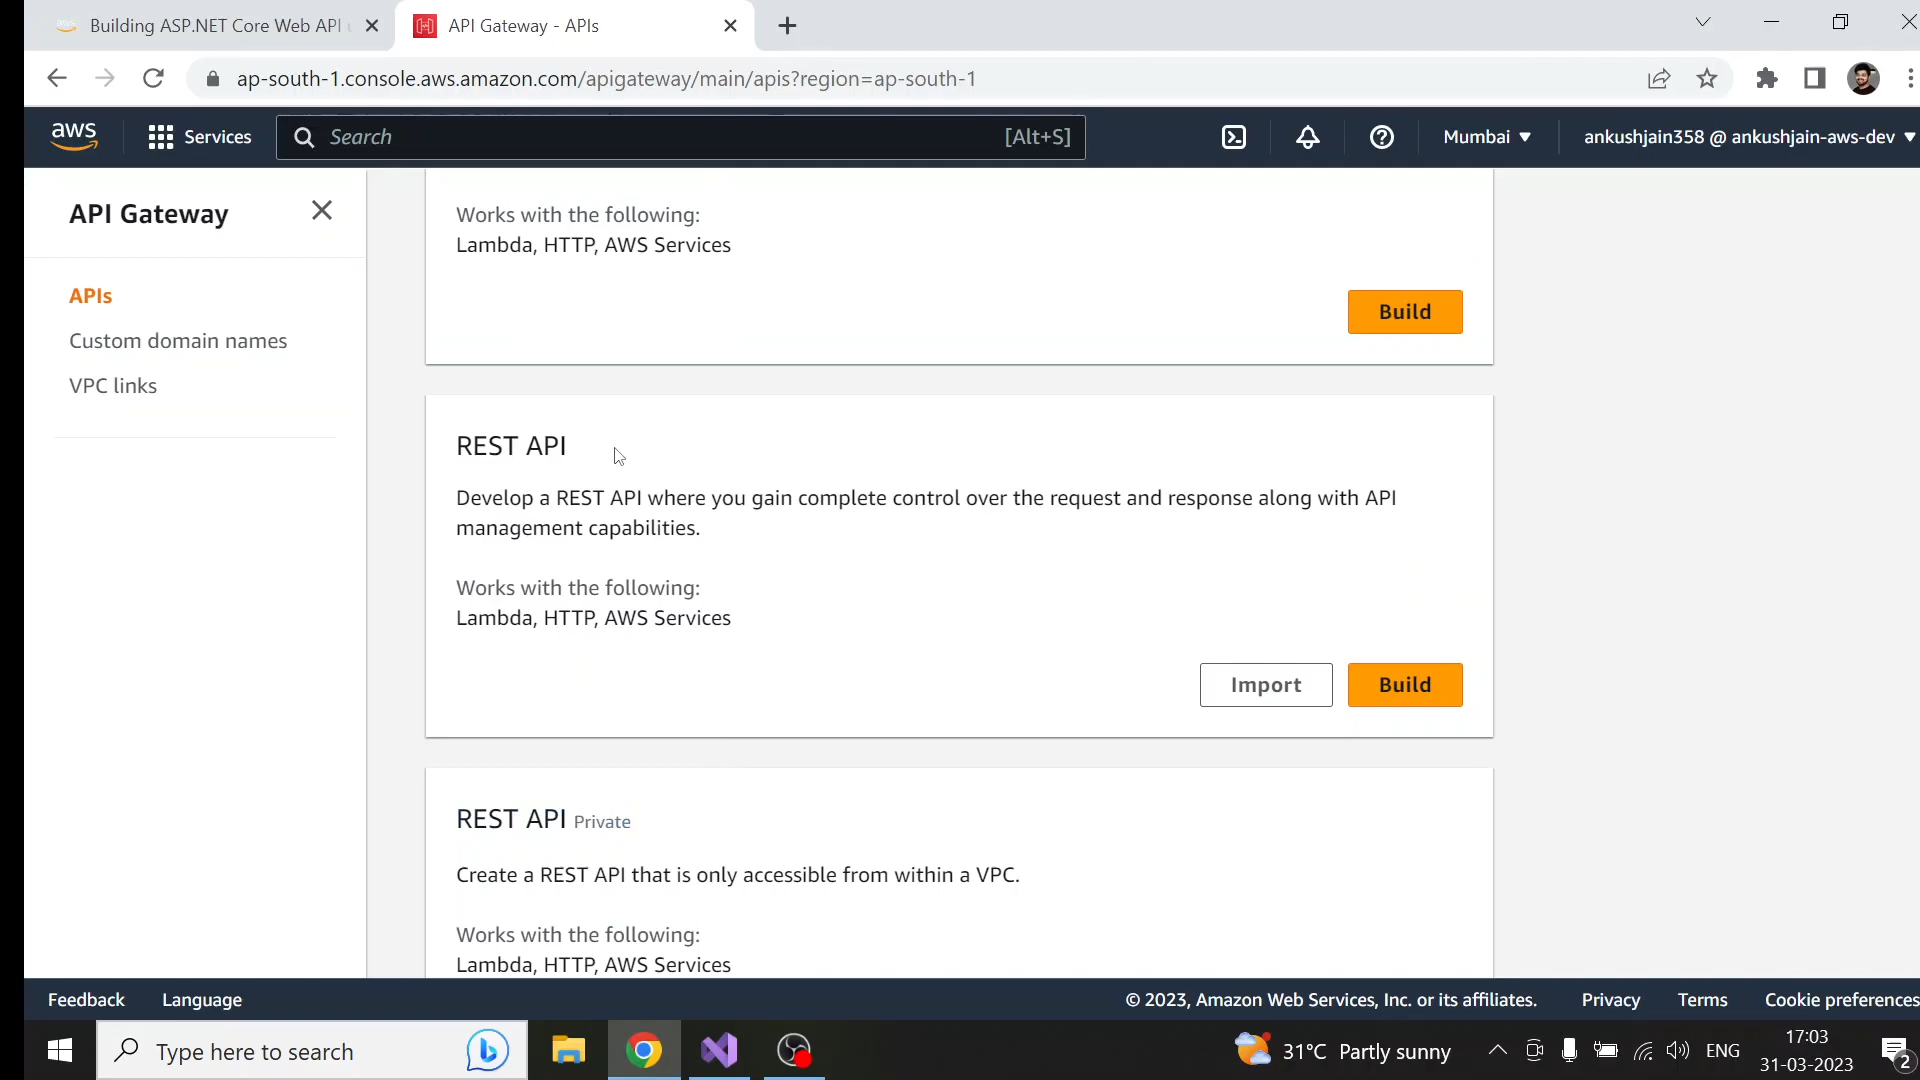 Building ASP.NET Core Web API
API Gateway - APIs
ap-south-1.console.aws.amazon.com/apigateway/main/apis?region=ap-south-1
aws
Services
Search
[Alt+S]
Mumbai
ankushjain358 @ ankushjain-aws-dev
API Gateway
APIs
Custom domain names
VPC links
Works with the following:
Lambda, HTTP, AWS Services
Build
REST API
Develop a REST API where you gain complete control over the request and response along with API
management capabilities.
Works with the following:
Lambda, HTTP, AWS Services
Import
Build
REST API Private
Create a REST API that is only accessible from within a VPC.
Works with the following:
Lambda, HTTP, AWS Services
Feedback
Language
© 2023, Amazon Web Services, Inc. or its affiliates.
Privacy
Terms
Cookie preferences
Type here to search
31°C Partly sunny
ENG
17:03
31-03-2023
2